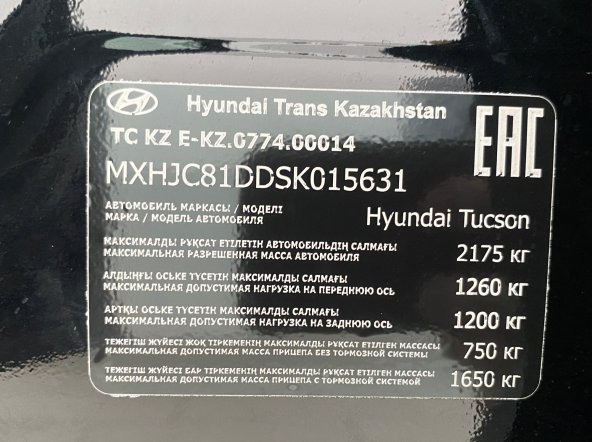 Hyundai Trans Kazakhstan
EAC
TC KZ E-KZ.0774.00014
MXHJC81DDSK015631
АВТОМОБИЛЬ МАРКАСЫ / МОДЕЛІ
МАРКА / МОДЕЛЬ АВТОМОБИЛЯ
Hyundai Tucson
МАКСИМАЛДЫ РҰҚСАТ ЕТІЛЕТІН АВТОМОБИЛЬДІҢ САЛМАҒЫ
МАКСИМАЛЬНАЯ РАЗРЕШЕННАЯ МАССА АВТОМОБИЛЯ
2175 кг
АЛДЫҢҒЫ ОСЬКЕ ТҮСЕТІН МАКСИМАЛДЫ САЛМАҒЫ
МАКСИМАЛЬНАЯ ДОПУСТИМАЯ НАГРУЗКА НА ПЕРЕДНЮЮ ОСЬ
1260 кг
АРТҚЫ ОСЬКЕ ТҮСЕТІН МАКСИМАЛДЫ САЛМАҒЫ
МАКСИМАЛЬНАЯ ДОПУСТИМАЯ НАГРУЗКА НА ЗАДНЮЮ ОСЬ
1200 кг
ТЕЖЕГІШ ЖҮЙЕСІ ЖОҚ ТІРКЕМЕНІҢ МАКСИМАЛДЫ РҰҚСАТ ЕТІЛГЕН МАССАСЫ
МАКСИМАЛЬНАЯ ДОПУСТИМАЯ МАССА ПРИЦЕПА БЕЗ ТОРМОЗНОЙ СИСТЕМЫ
750 кг
ТЕЖЕГІШ ЖҮЙЕСІ БАР ТІРКЕМЕНІҢ МАКСИМАЛДЫ РҰҚСАТ ЕТІЛГЕН МАССАСЫ
МАКСИМАЛЬНАЯ ДОПУСТИМАЯ МАССА ПРИЦЕПА С ТОРМОЗНОЙ СИСТЕМОЙ
1650 кг